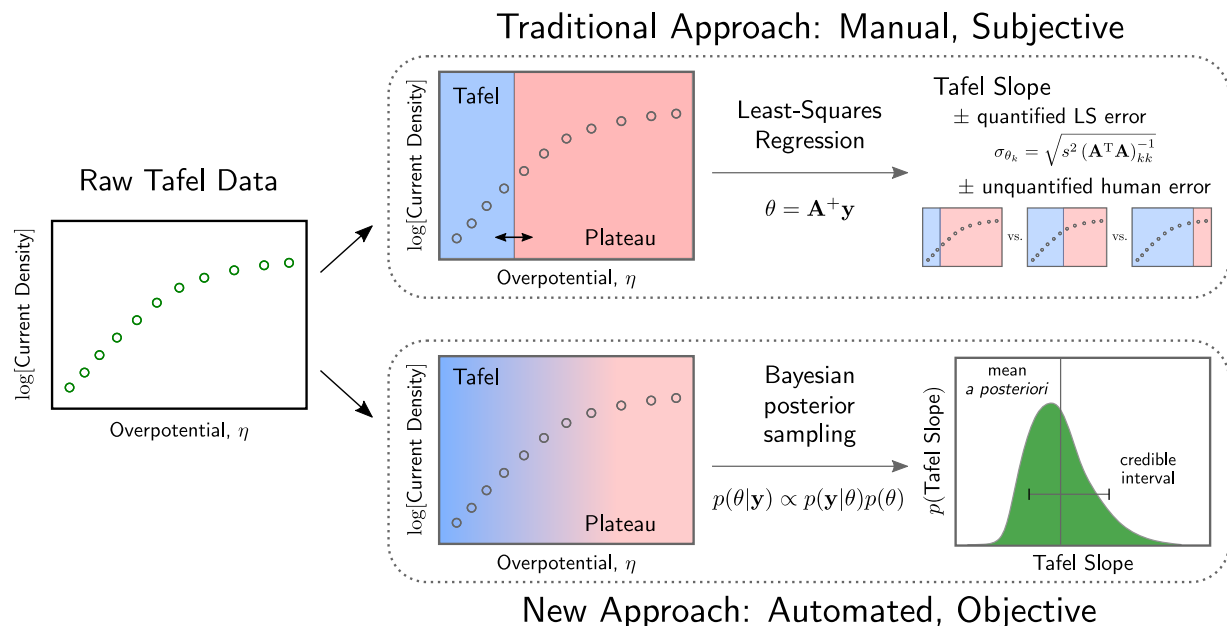 Traditional Approach: Manual, Subjective
Raw Tafel Data
log[Current Density]
Overpotential, η
log[Current Density]
Tafel
Plateau
Overpotential, η
Least-Squares
Regression
θ = A⁺y
Tafel Slope
± quantified LS error
σ_θₖ = √(s² (AᵀA)⁻¹ₖₖ)
± unquantified human error
vs.
vs.
log[Current Density]
Tafel
Plateau
Overpotential, η
Bayesian
posterior
sampling
p(θ|y) ∝ p(y|θ)p(θ)
p(Tafel Slope)
mean
a posteriori
credible
interval
Tafel Slope
New Approach: Automated, Objective